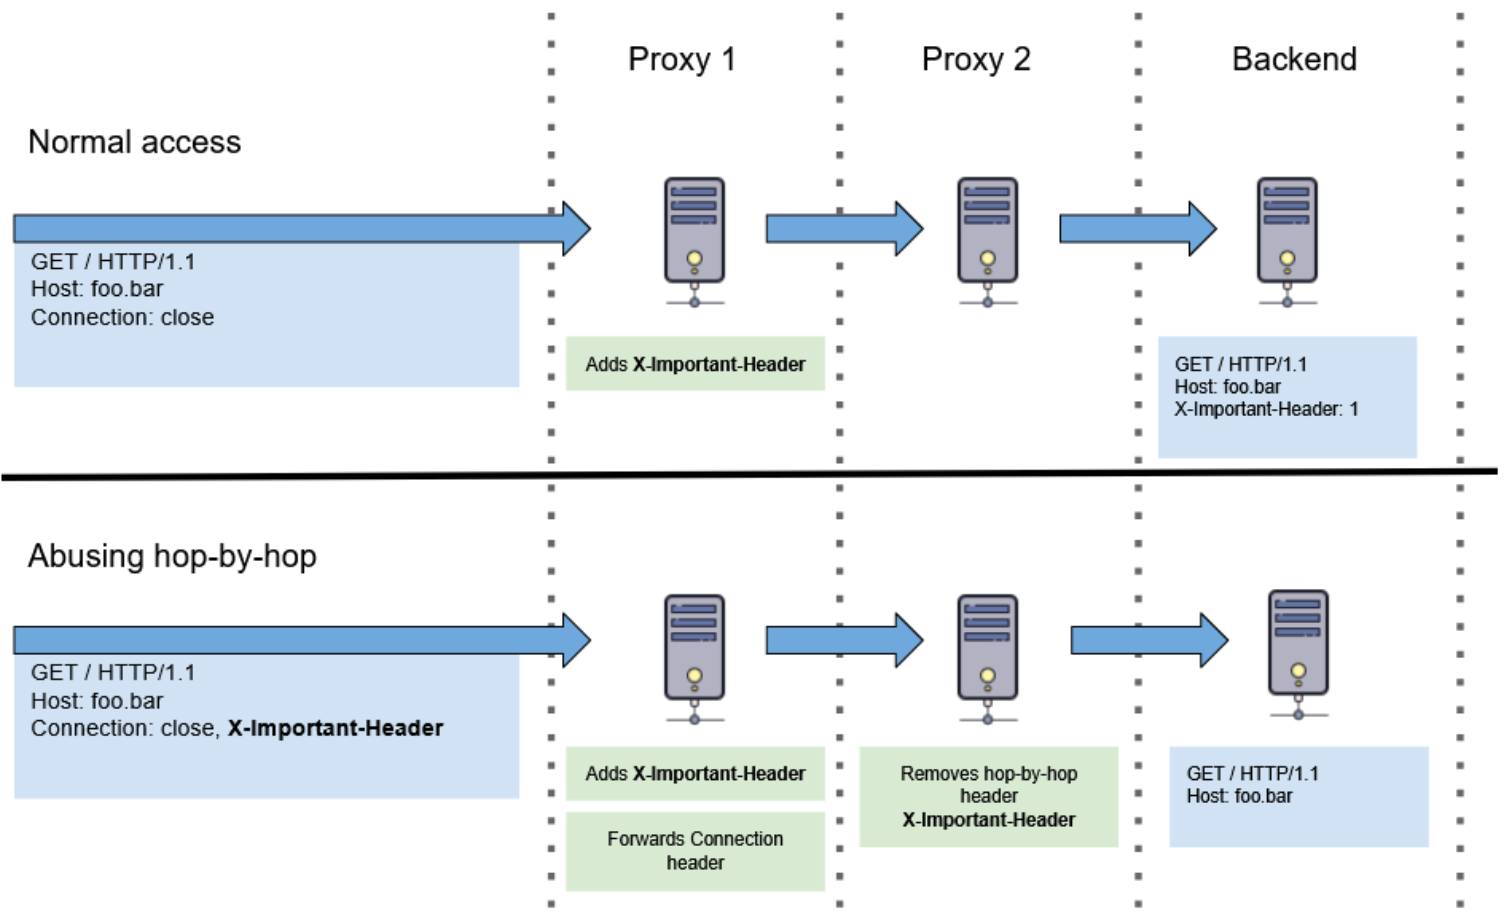 Proxy 1
Proxy 2
Backend
Normal access
GET / HTTP/1.1
Host: foo.bar
Connection: close
Adds X-Important-Header
GET / HTTP/1.1
Host: foo.bar
X-Important-Header: 1
Abusing hop-by-hop
GET / HTTP/1.1
Host: foo.bar
Connection: close, X-Important-Header
Adds X-Important-Header
Forwards Connection
header
Removes hop-by-hop
header
X-Important-Header
GET / HTTP/1.1
Host: foo.bar